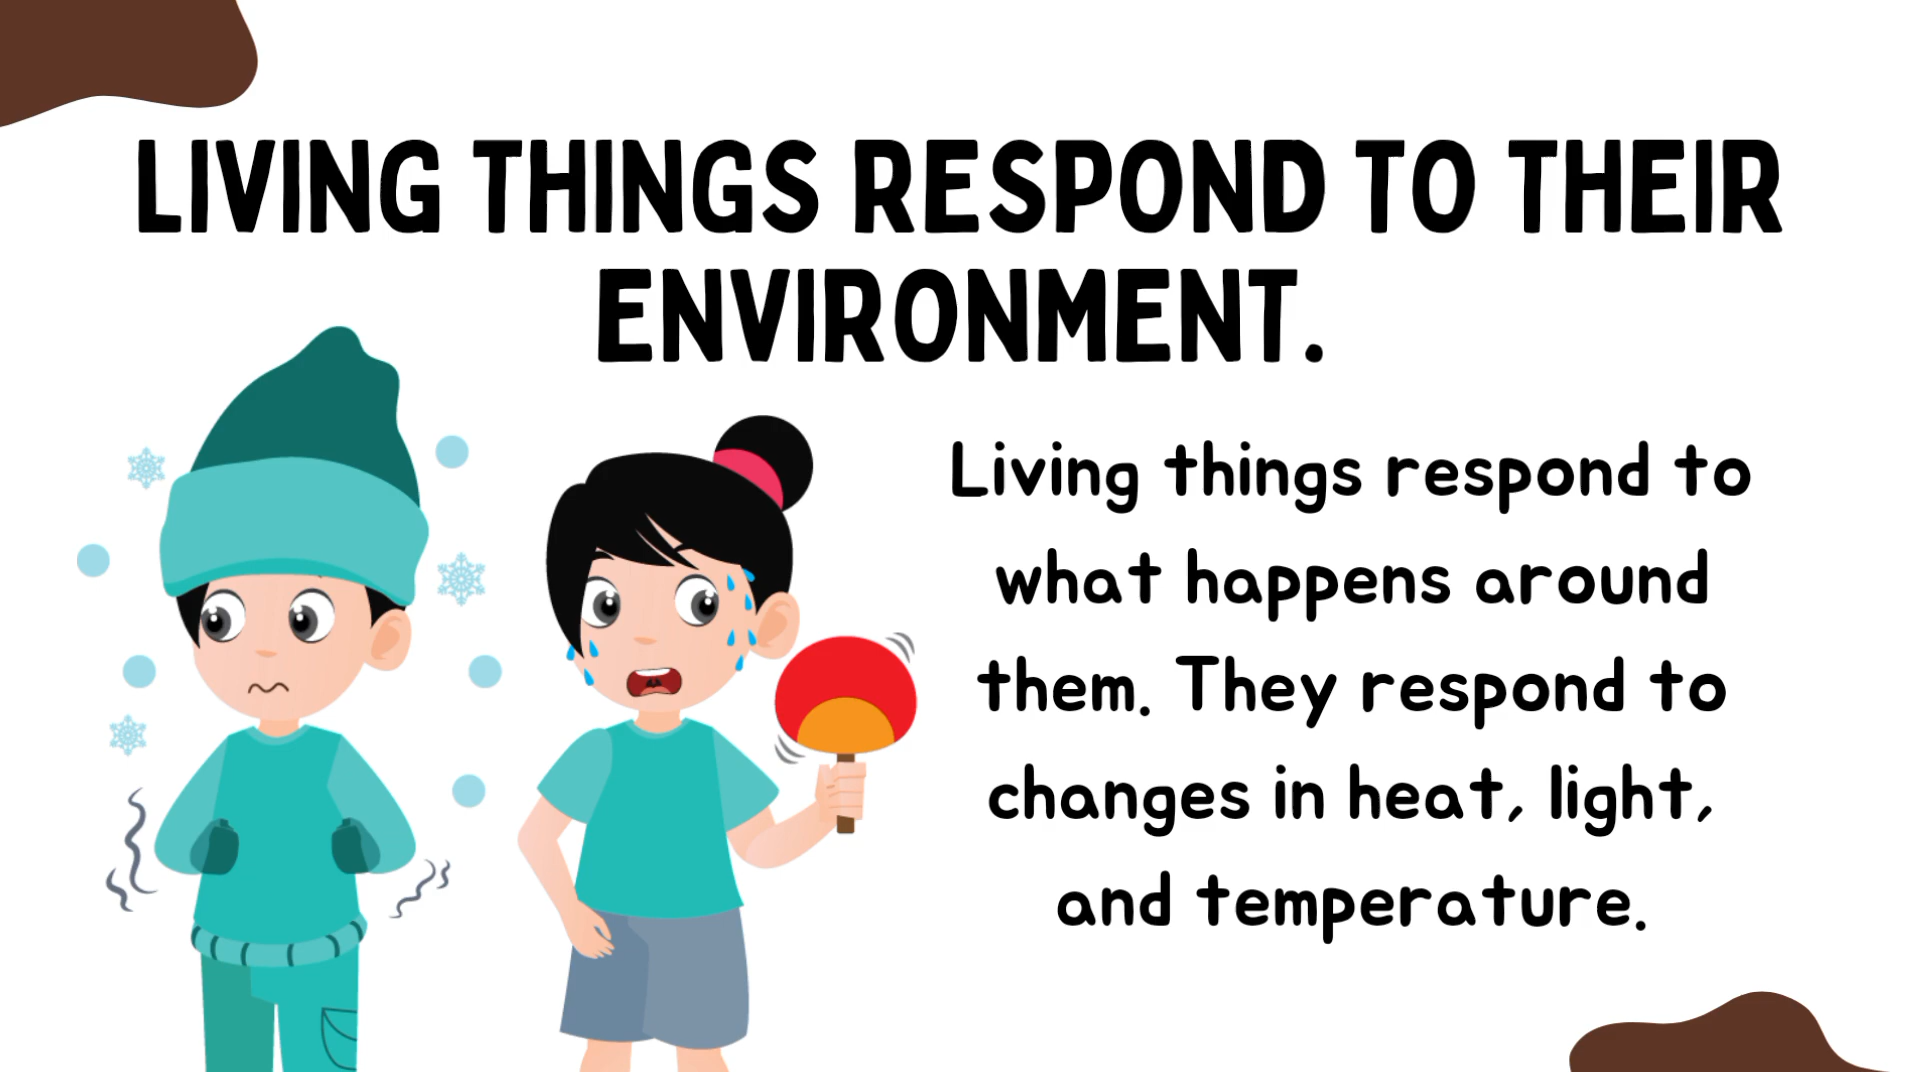 LIVING THINGS RESPOND TO THEIR
ENVIRONMENT.
Living things respond to
what happens around
them. They respond to
changes in heat, light,
and temperature.